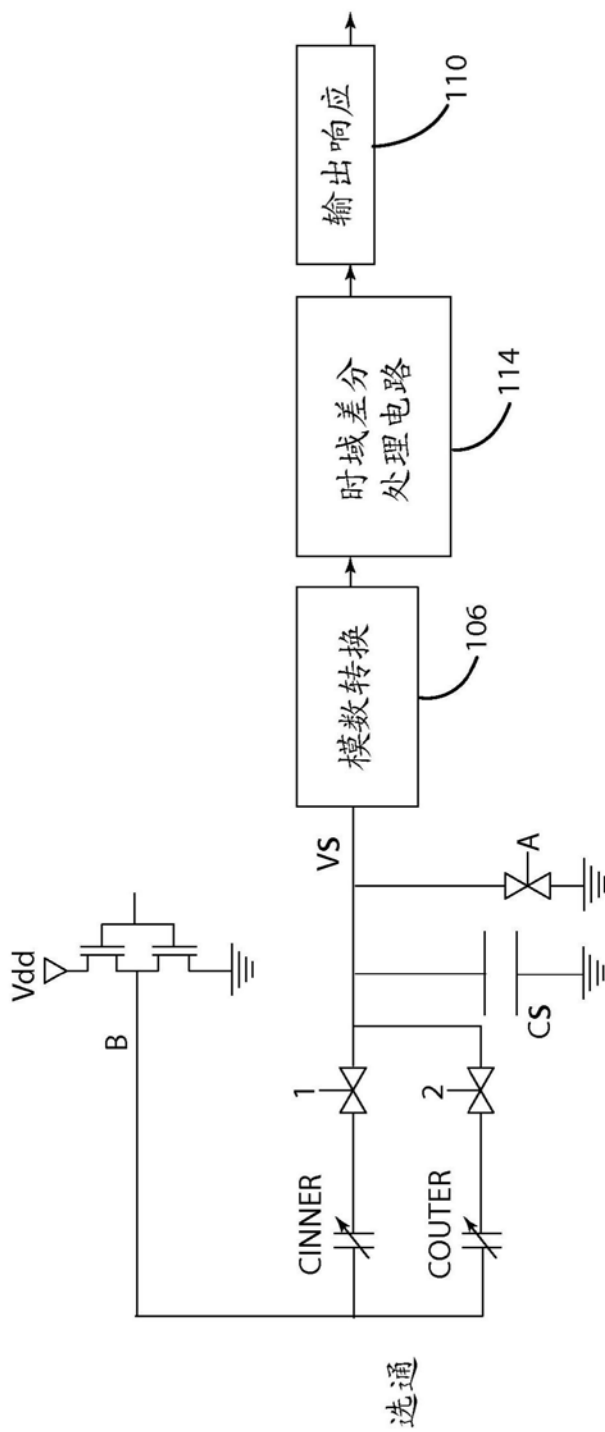 Vdd
B
VS
CINNER
1
COUTER
2
CS
A
选通
模数转换
106
时域差分
处理电路
114
输出响应
110